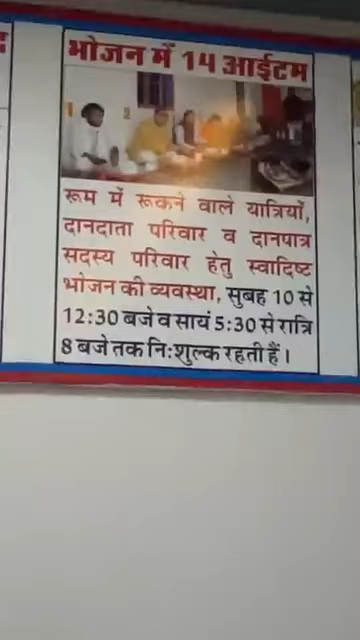 भोजन में 14 आईटम
रूम में रूकने वाले यात्रियों,
दानदाता परिवार व दानपात्र
सदस्य परिवार हेतु स्वादिष्ट
भोजन की व्यवस्था, सुबह 10 से
12:30 बजे व सायं 5:30 से रात्रि
8 बजे तक नि:शुल्क रहती हैं।